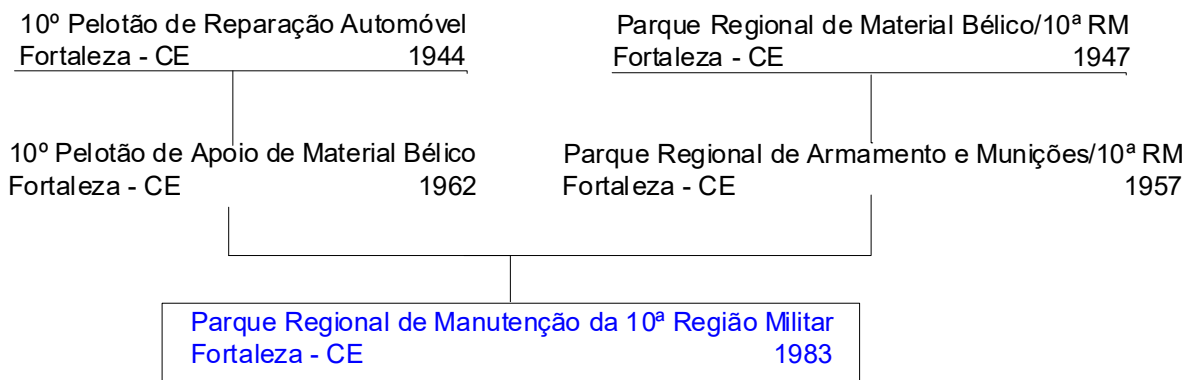 10º Pelotão de Reparação Automóvel
Fortaleza - CE 1944
Parque Regional de Material Bélico/10ª RM
Fortaleza - CE 1947
10º Pelotão de Apoio de Material Bélico
Fortaleza - CE 1962
Parque Regional de Armamento e Munições/10ª RM
Fortaleza - CE 1957
Parque Regional de Manutenção da 10ª Região Militar
Fortaleza - CE 1983